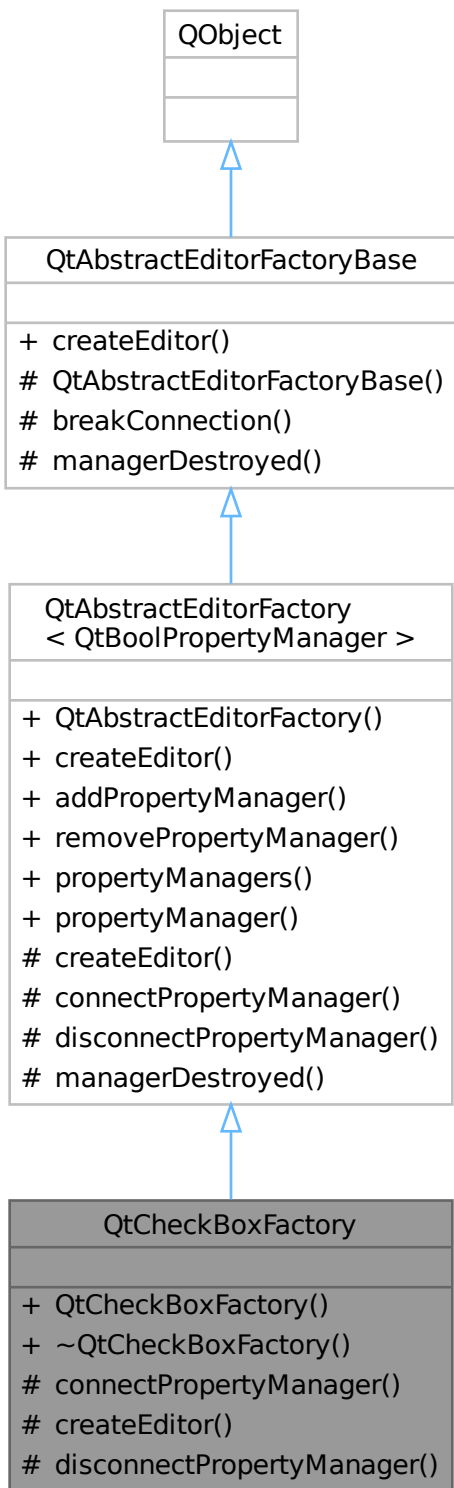 QObject
QtAbstractEditorFactoryBase
+ createEditor()
# QtAbstractEditorFactoryBase()
# breakConnection()
# managerDestroyed()
QtAbstractEditorFactory
< QtBoolPropertyManager >
+ QtAbstractEditorFactory()
+ createEditor()
+ addPropertyManager()
+ removePropertyManager()
+ propertyManagers()
+ propertyManager()
# createEditor()
# connectPropertyManager()
# disconnectPropertyManager()
# managerDestroyed()
QtCheckBoxFactory
+ QtCheckBoxFactory()
+ ~QtCheckBoxFactory()
# connectPropertyManager()
# createEditor()
# disconnectPropertyManager()